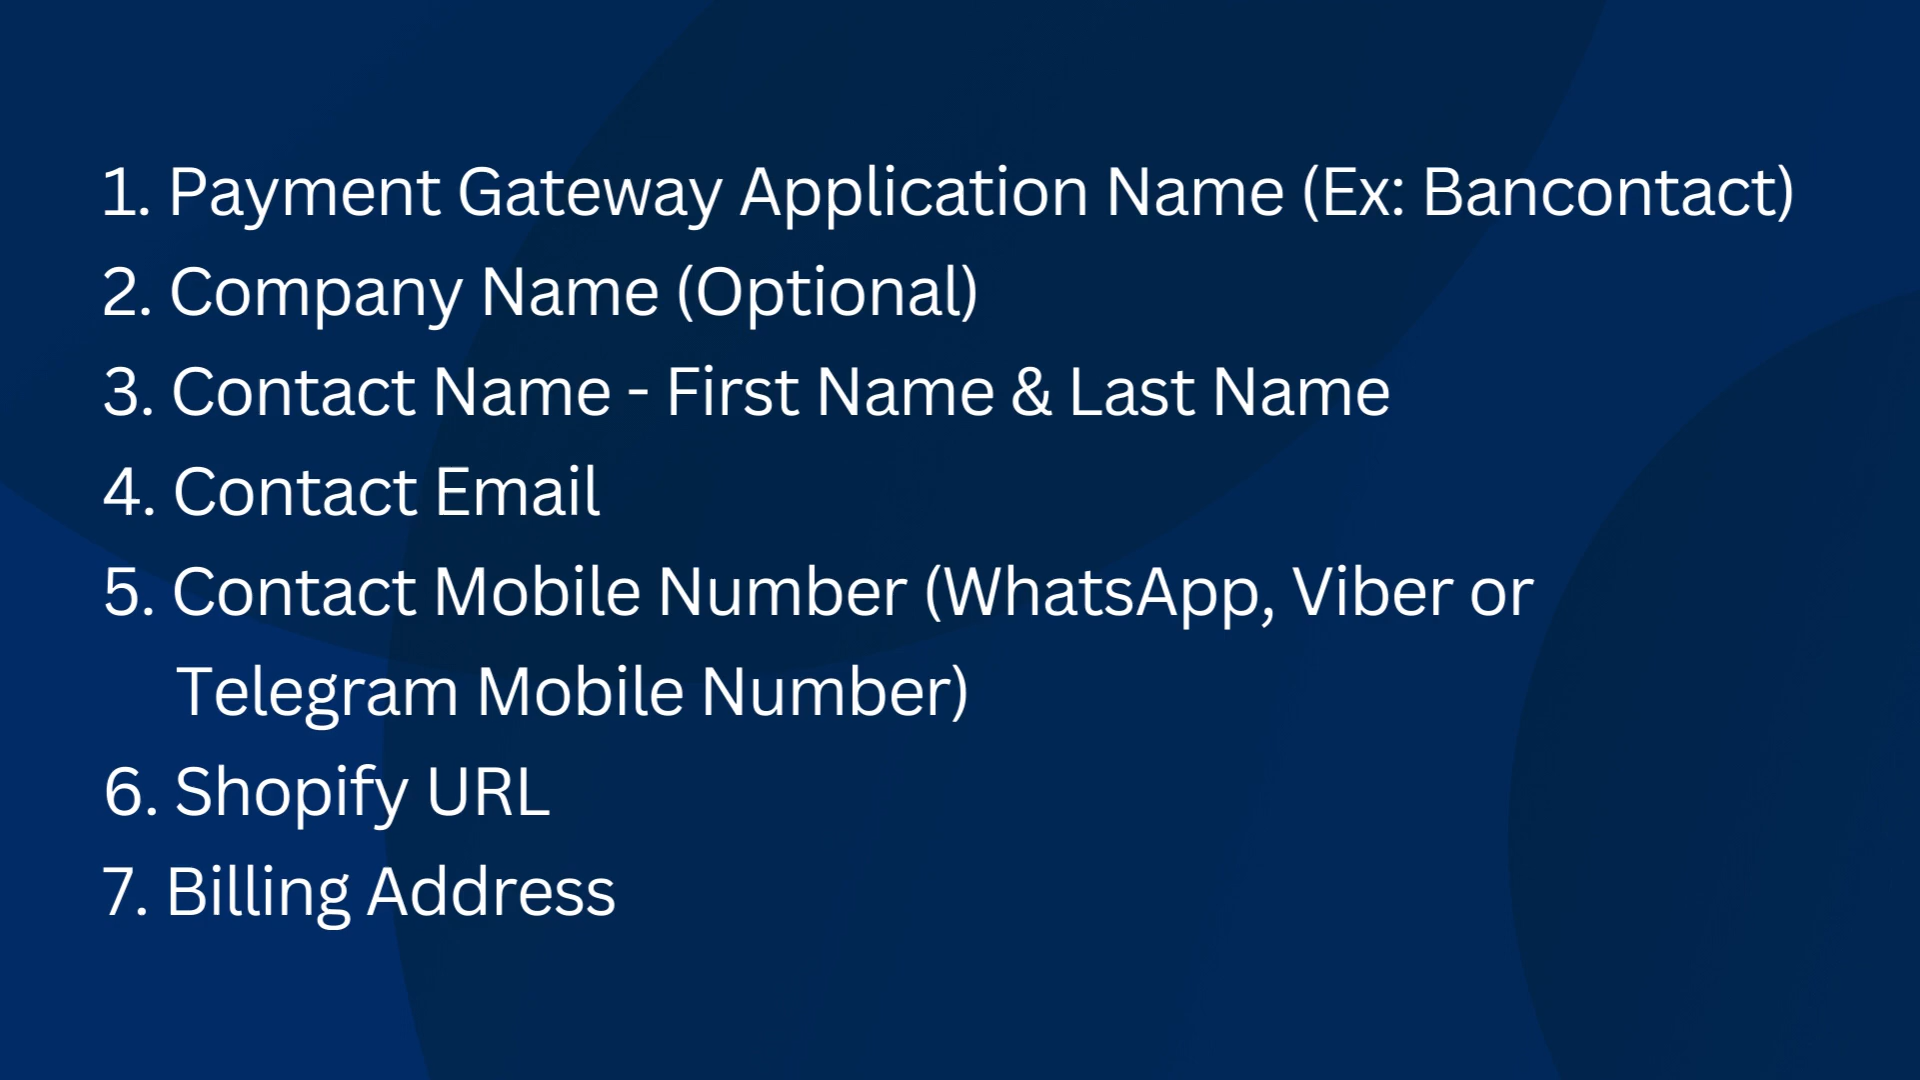 1. Payment Gateway Application Name (Ex: Bancontact)
2. Company Name (Optional)
3. Contact Name - First Name & Last Name
4. Contact Email
5. Contact Mobile Number (WhatsApp, Viber or
Telegram Mobile Number)
6. Shopify URL
7. Billing Address